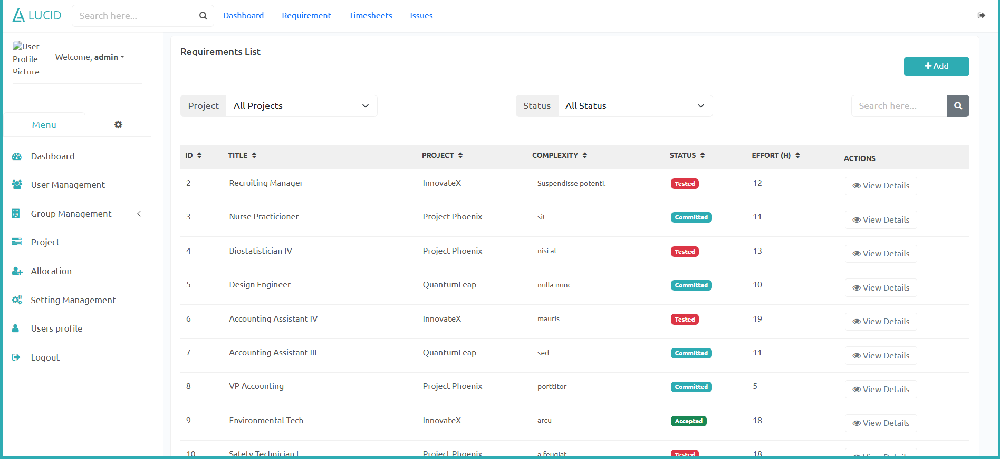 LUCID
Search here...
Dashboard
Requirement
Timesheets
Issues
User Profile Picture
Welcome, admin
Menu
Dashboard
User Management
Group Management
Project
Allocation
Setting Management
Users profile
Logout
Requirements List
Add
Project All Projects
Status All Status
Search here...
ID TITLE PROJECT COMPLEXITY STATUS EFFORT (H) ACTIONS
2 Recruiting Manager InnovateX Suspendisse potenti. Tested 12 View Details
3 Nurse Practicioner Project Phoenix sit Committed 11 View Details
4 Biostatistician IV Project Phoenix nisi at Tested 13 View Details
5 Design Engineer QuantumLeap nulla nunc Committed 10 View Details
6 Accounting Assistant IV InnovateX mauris Tested 19 View Details
7 Accounting Assistant III QuantumLeap sed Committed 11 View Details
8 VP Accounting Project Phoenix porttitor Committed 5 View Details
9 Environmental Tech InnovateX arcu Accepted 18 View Details
10 Safety Technician I Project Phoenix a feugiat Tested 18 View Details